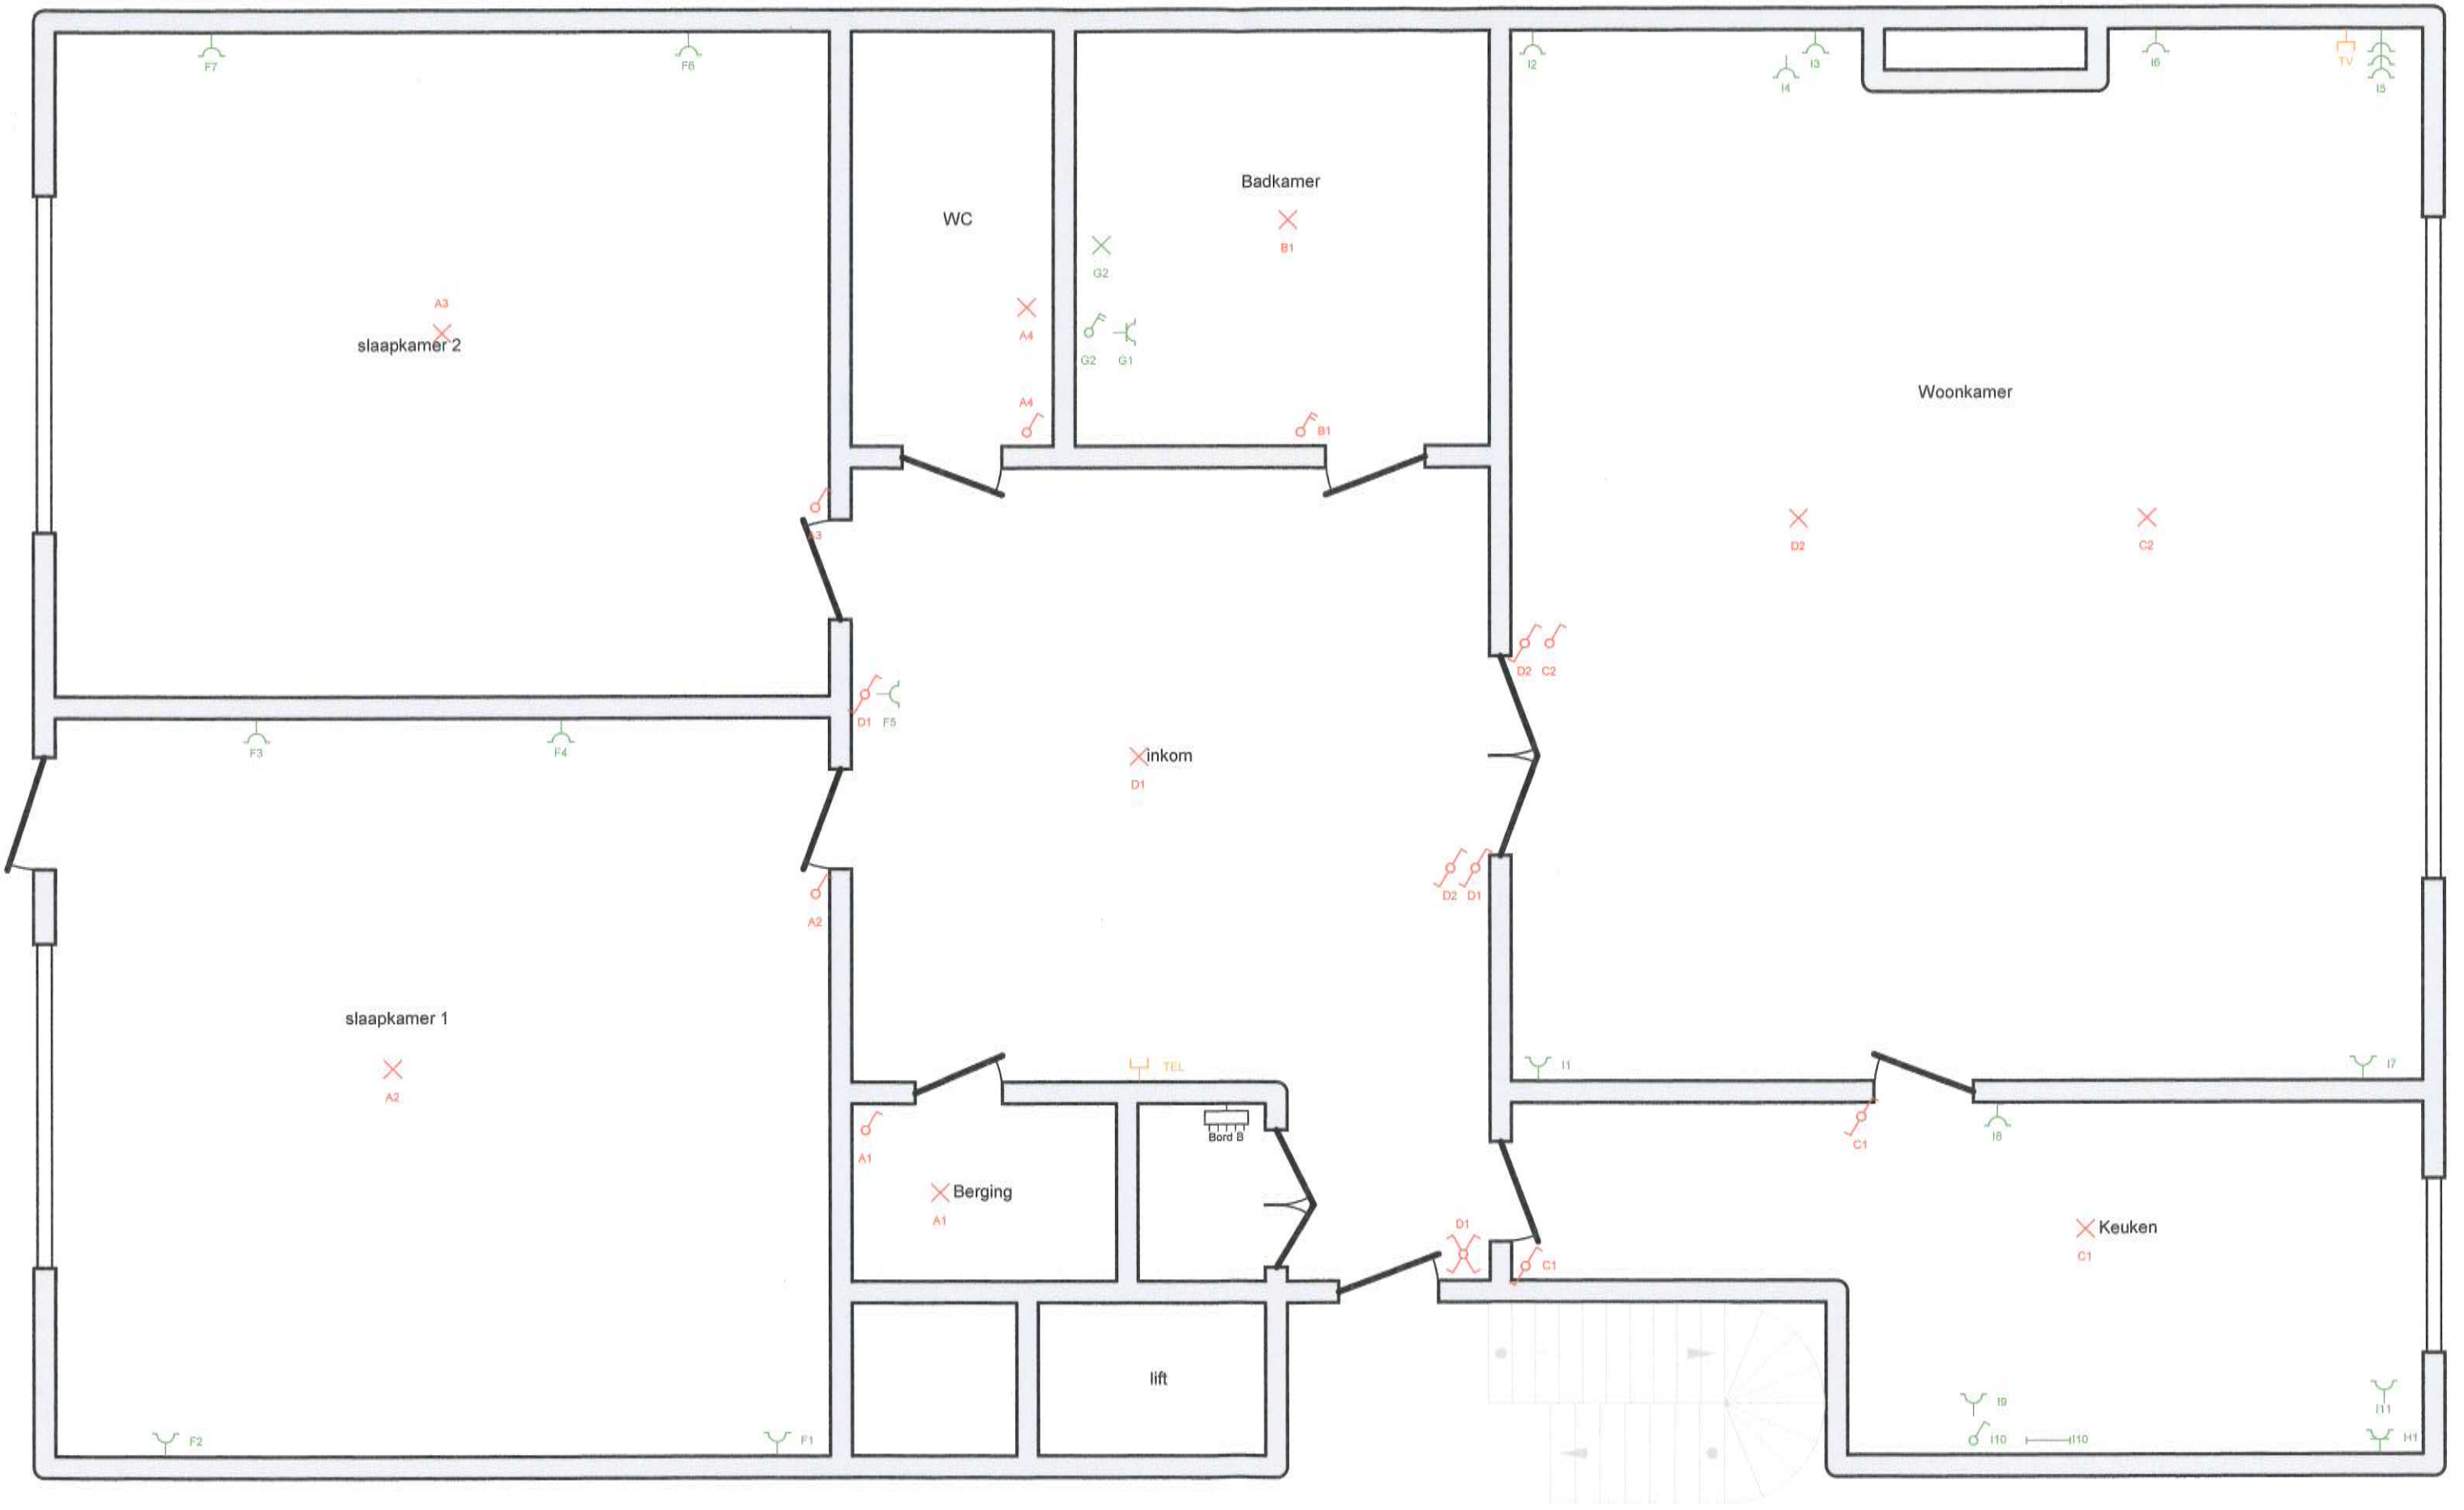 F7
F6
I2
I3
I4
I6
TV
I5
Badkamer
WC
B1
G2
A3
slaapkamer 2
A4
G2 G1
A4
B1
Woonkamer
A3
D2
C2
D2 C2
D1 F5
F3
F4
inkom
D1
D2 D1
A2
slaapkamer 1
A2
TEL
I1
I7
Bord B
A1
C1
I8
Berging
A1
D1
Keuken
C1
C1
lift
I9
I11
F2
F1
I10
I10
H1